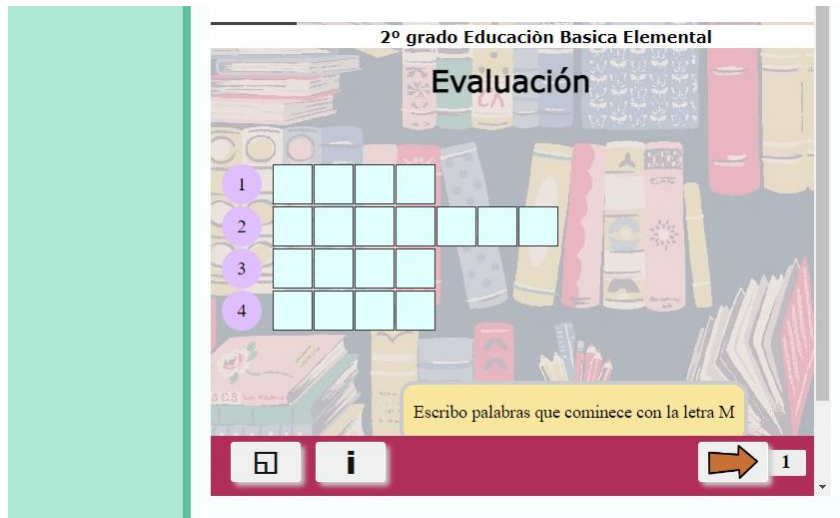 2º grado Educaciòn Basica Elemental
Evaluación
1
2
3
4
Escribo palabras que cominece con la letra M
i
1